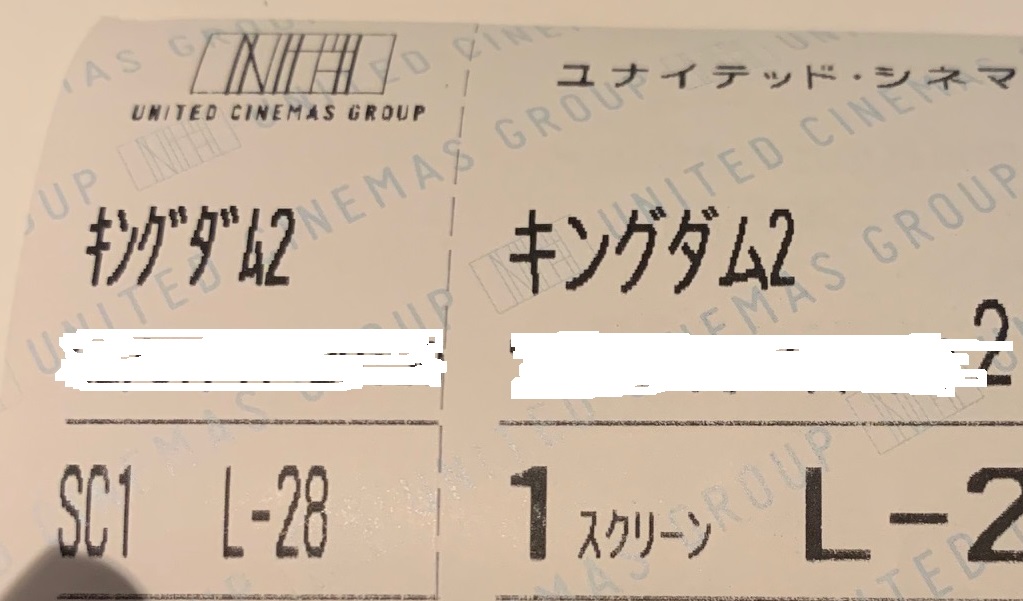 UNITED CINEMAS GROUP
ユナイテッド・シネマ
キングダム2
キングダム2
2
SC1 L-28
1スクリーン L-2